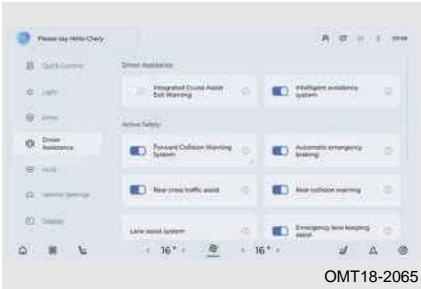 Please say Hello Chery
09:08
Quick Control
Driver Assistance
Light
Integrated Cruise Assist
Exit Warning
Intelligent avoidance
system
Drive
Active Safety
Driver
Assistance
Forward Collision Warning
System
Automatic emergency
braking
HUD
Rear cross traffic assist
Rear collision warning
Vehicle Settings
Display
Lane assist system
Emergency lane keeping
assist
16°
16°
OMT18-2065